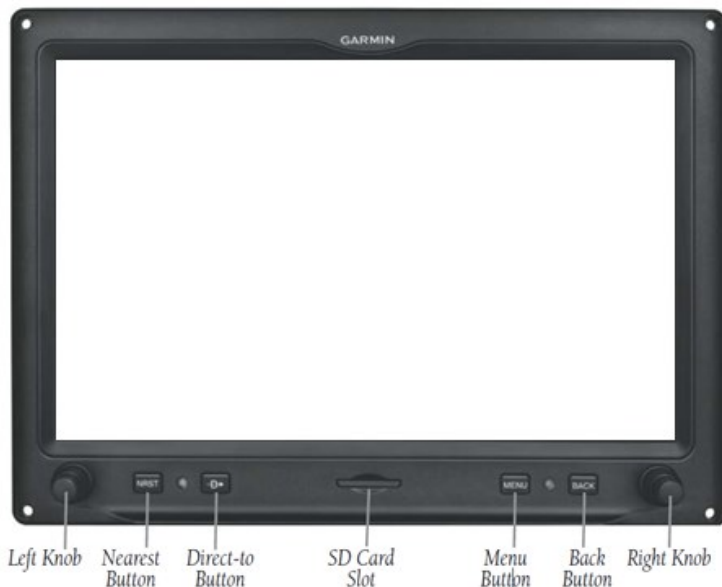 GARMIN
NRST
D
MENU
BACK
Left Knob
Nearest Button
Direct-to Button
SD Card Slot
Menu Button
Back Button
Right Knob